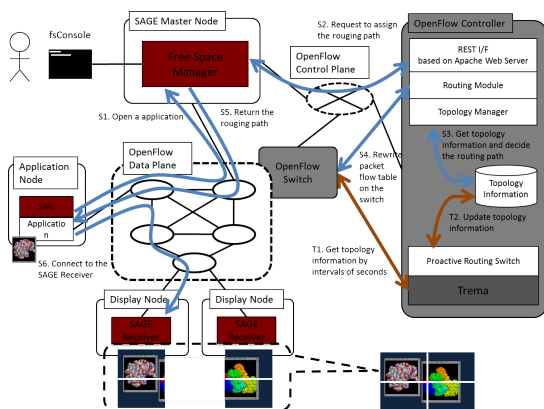 SAGE Master Node
fsConsole
Free Space
Manager
S1. Open a application
S5. Return the
rouging path
S2. Request to assign
the routing path
OpenFlow
Control Plane
OpenFlow Controller
REST I/F
based on Apache Web Server
Routing Module
Topology Manager
S3. Get topology
information and decide
the routing path
S4. Rewrite
packet
flow table
on the
switch
OpenFlow
Switch
Topology
Information
T2. Update topology
information
T1. Get topology
information by
intervals of seconds
Proactive Routing Switch
Trema
OpenFlow
Data Plane
Application
Node
SAIL
Applicatio
n
S6. Connect to the
SAGE Receiver
Display Node
Display Node
SAGE
Receiver
SAGE
Receiver